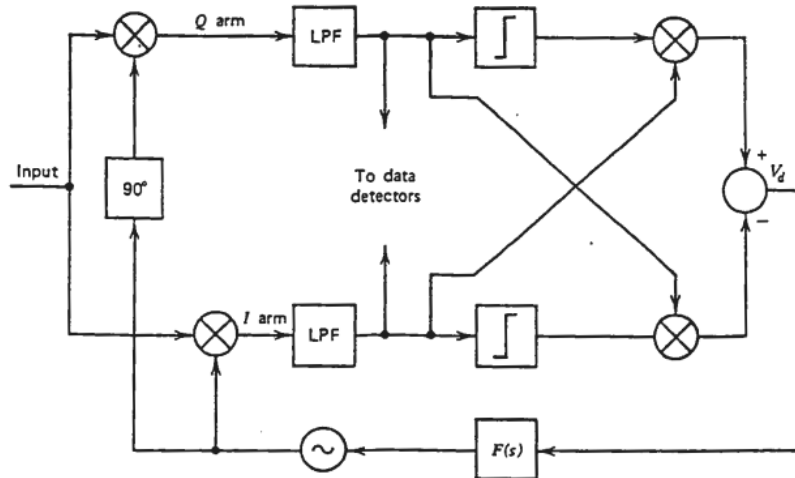 Q arm
LPF
Input
90°
To data
detectors
+
V_d
−
I arm
LPF
F(s)